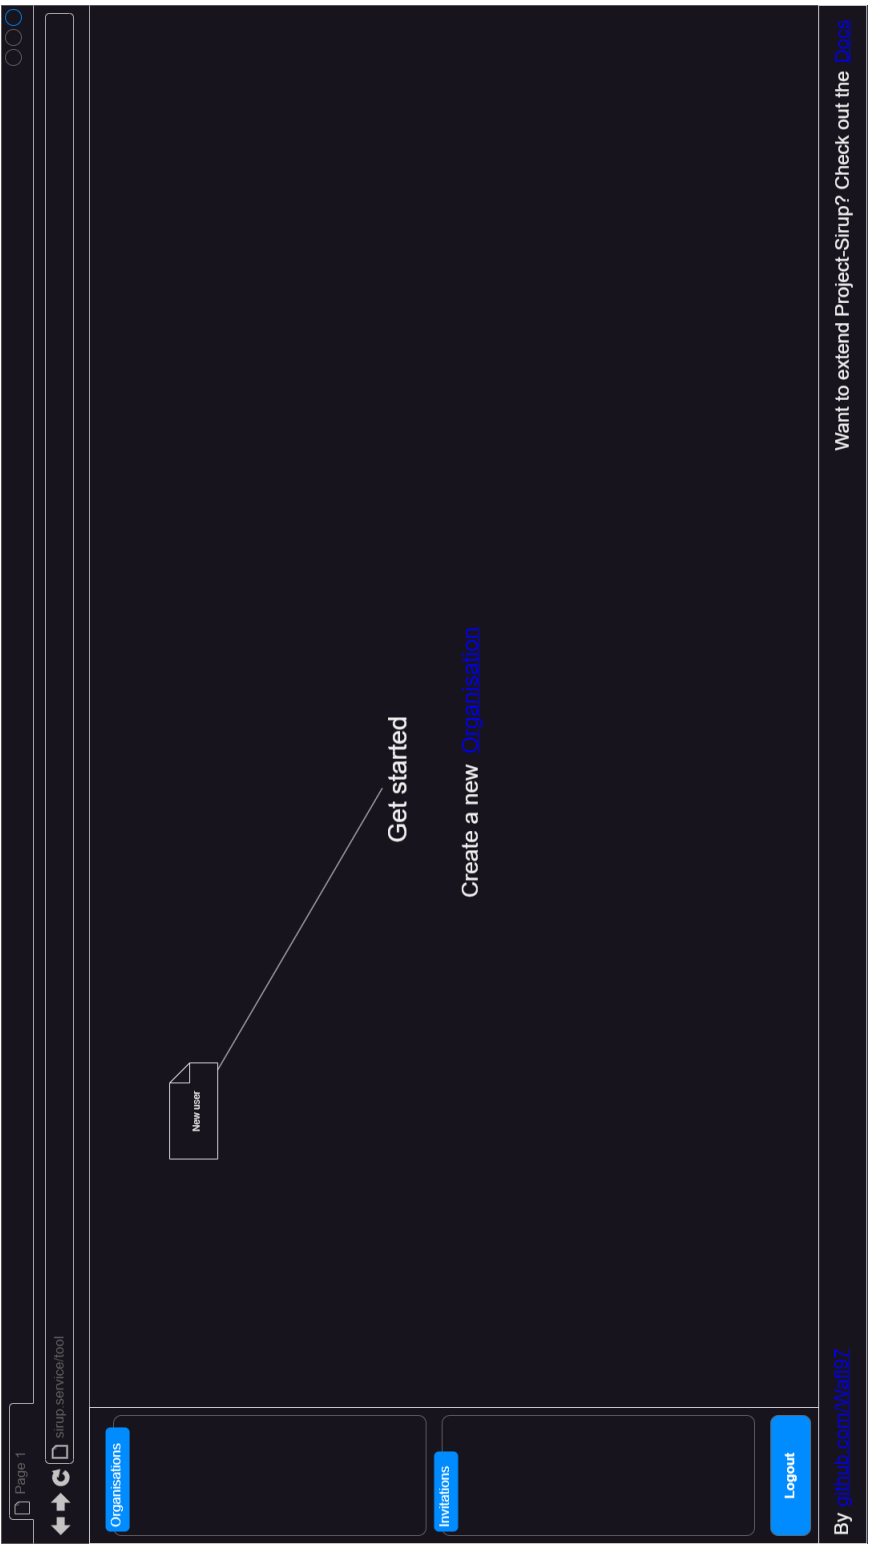 Page 1
sirup.service/tool
Organisations
Invitations
Logout
New user
Get started
Create a new Organisation
By github.com/Wafl97
Want to extend Project-Sirup? Check out the Docs